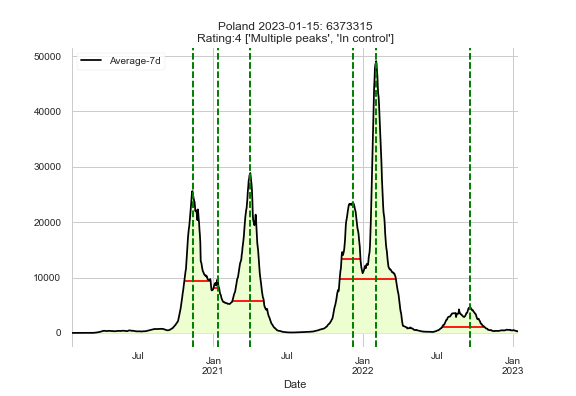 Poland 2023-01-15: 6373315
Rating:4 ['Multiple peaks', 'In control']
Average-7d
50000
40000
30000
20000
10000
0
Jul
Jan
2021
Jul
Jan
2022
Jul
Jan
2023
Date